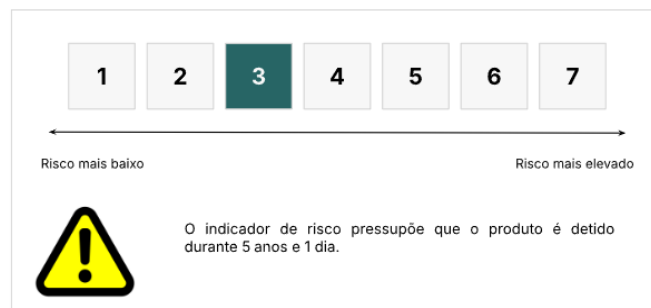 1 2 3 4 5 6 7
Risco mais baixo Risco mais elevado
O indicador de risco pressupõe que o produto é detido
durante 5 anos e 1 dia.